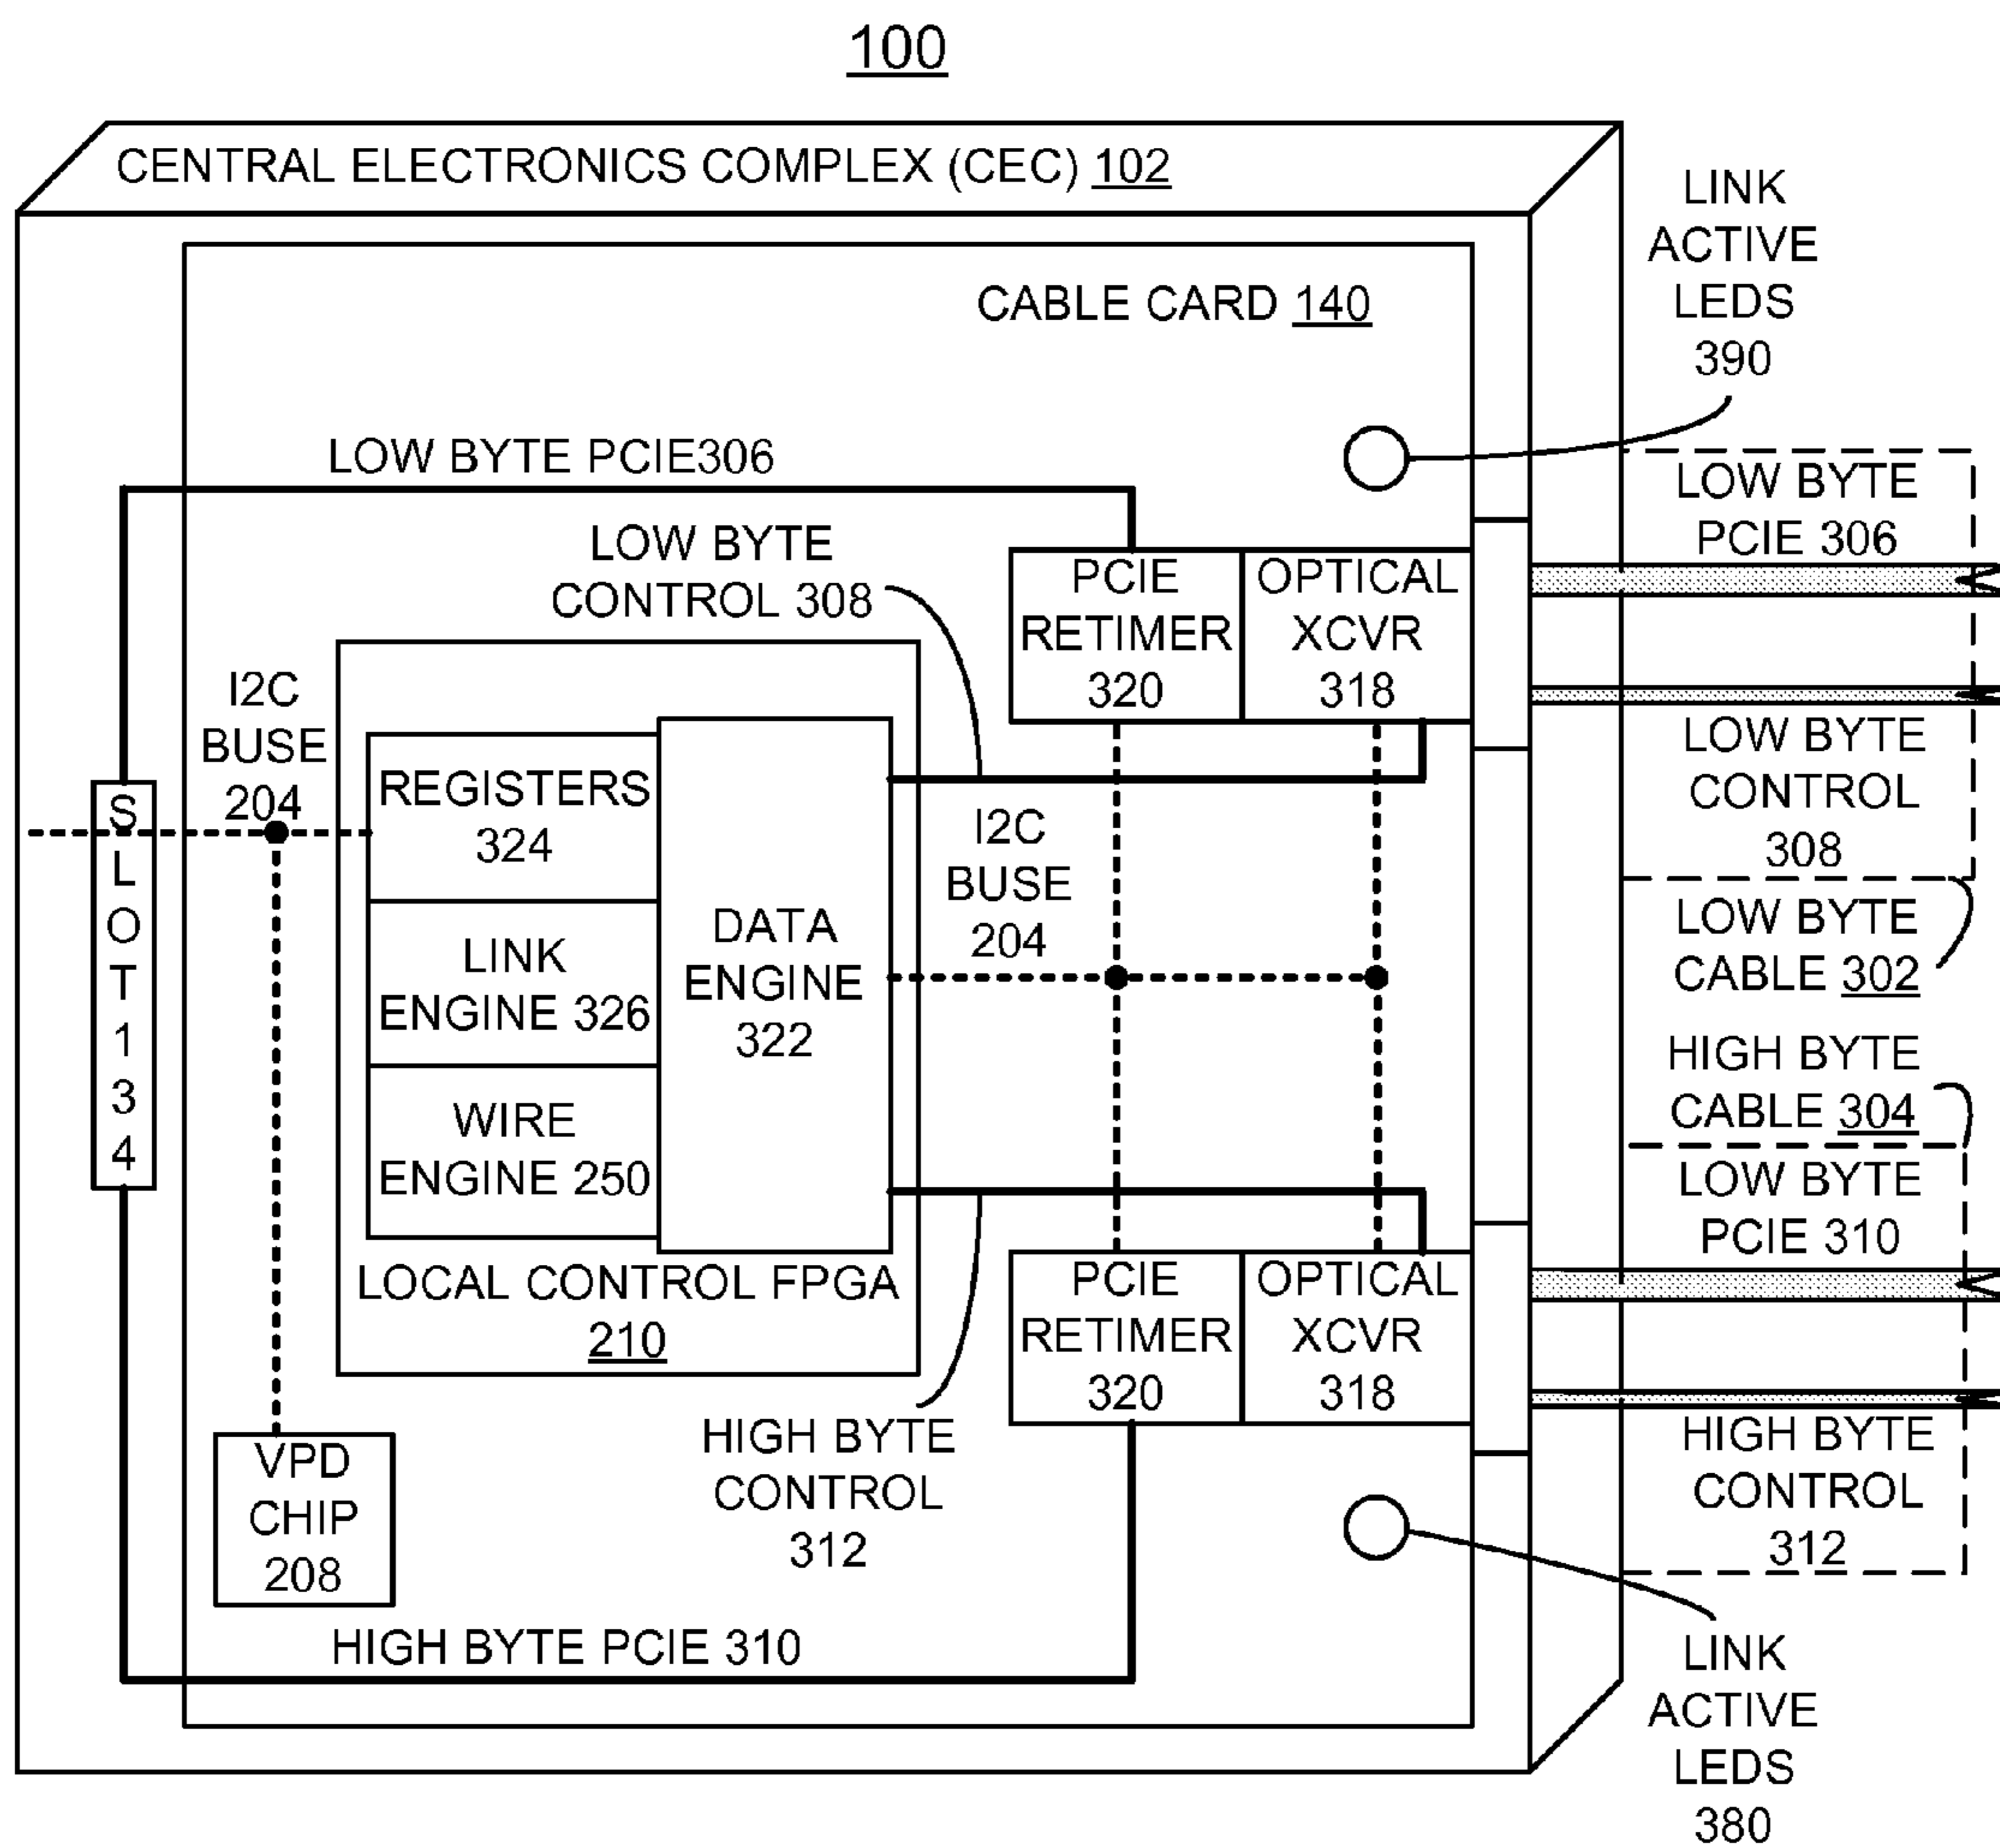 100
CENTRAL ELECTRONICS COMPLEX (CEC) 102
LINK
ACTIVE
LEDS
390
CABLE CARD 140
LOW BYTE PCIE306
LOW BYTE
PCIE 306
LOW BYTE
CONTROL 308
PCIE
RETIMER
320
OPTICAL
XCVR
318
I2C
BUSE
204
SLOT134
REGISTERS
324
LINK
ENGINE 326
WIRE
ENGINE 250
DATA
ENGINE
322
LOCAL CONTROL FPGA
210
I2C
BUSE
204
LOW BYTE
CONTROL
308
LOW BYTE
CABLE 302
HIGH BYTE
CABLE 304
LOW BYTE
PCIE 310
PCIE
RETIMER
320
OPTICAL
XCVR
318
HIGH BYTE
CONTROL
312
HIGH BYTE
CONTROL
312
VPD
CHIP
208
HIGH BYTE PCIE 310
LINK
ACTIVE
LEDS
380